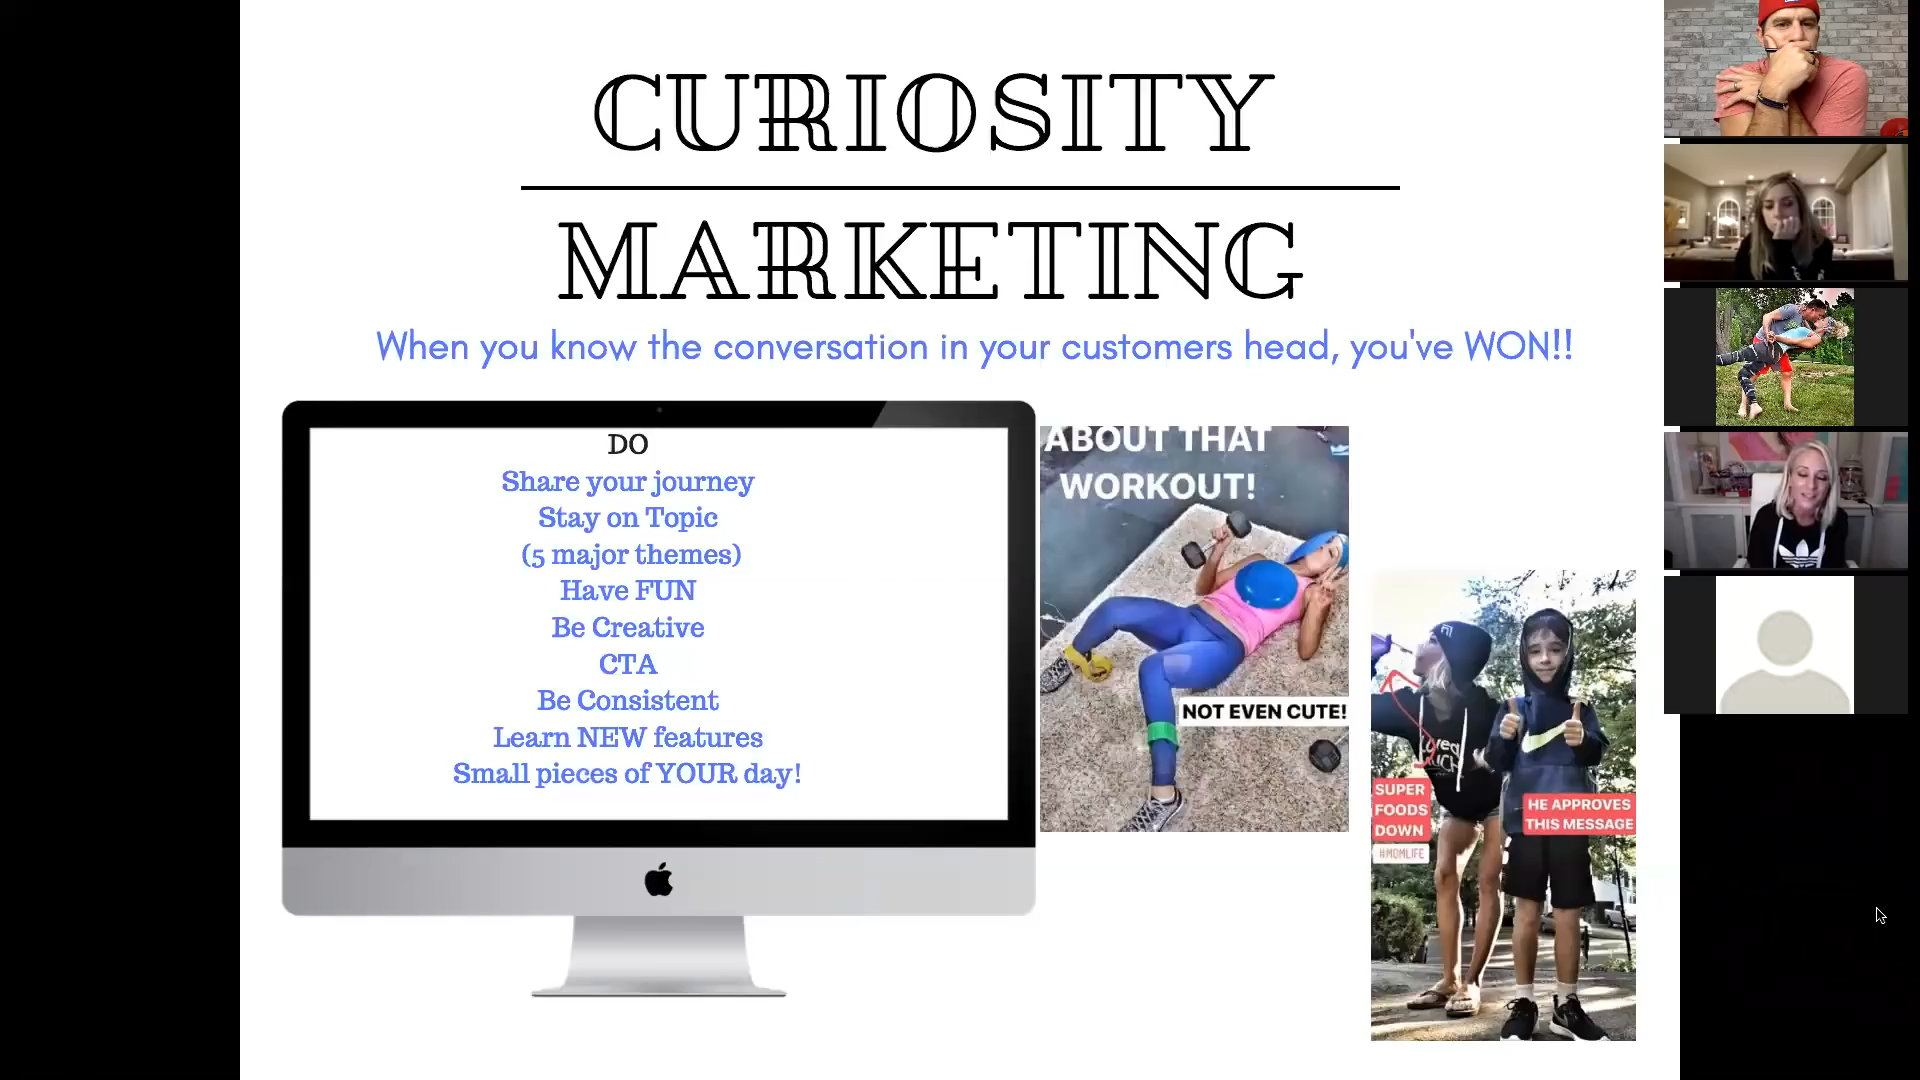 CURIOSITY
MARKETING
When you know the conversation in your customers head, you've WON!!
DO
Share your journey
Stay on Topic
(5 major themes)
Have FUN
Be Creative
CTA
Be Consistent
Learn NEW features
Small pieces of YOUR day!
ABOUT THAT
WORKOUT!
NOT EVEN CUTE!
SUPER
FOODS
DOWN
#MOMLIFE
HE APPROVES
THIS MESSAGE